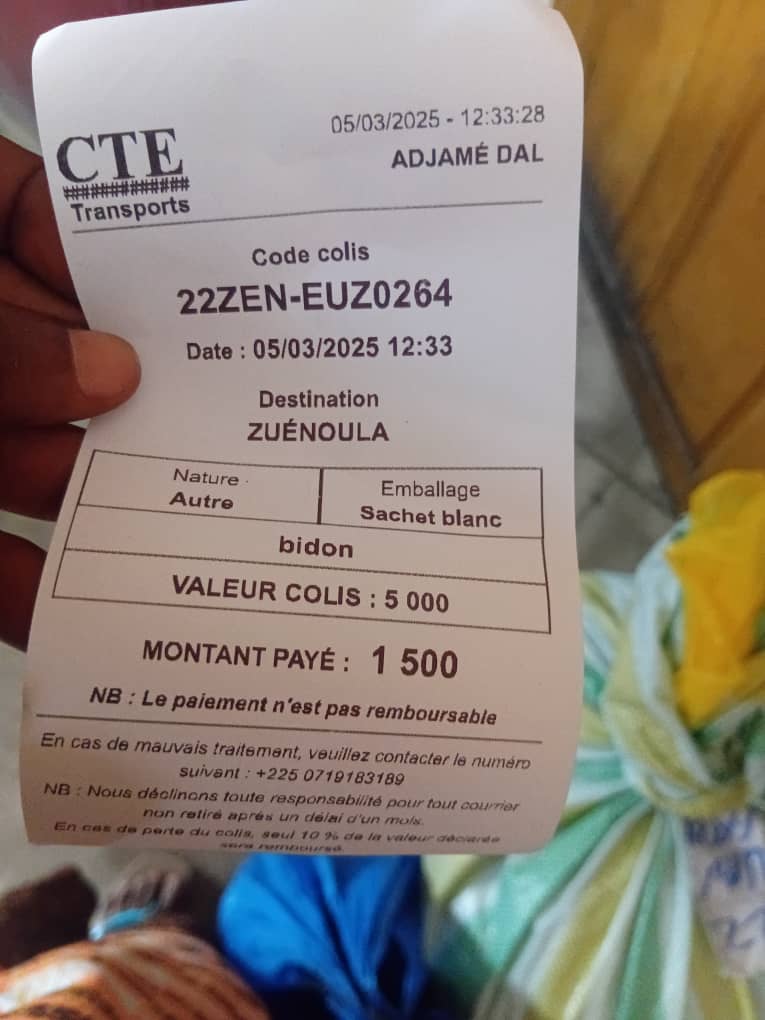 CTE
Transports
05/03/2025 - 12:33:28
ADJAMÉ DAL
Code colis
22ZEN-EUZ0264
Date : 05/03/2025 12:33
Destination
ZUÉNOULA
Nature
Autre
Emballage
Sachet blanc
bidon
VALEUR COLIS : 5 000
MONTANT PAYÉ : 1 500
NB : Le paiement n'est pas remboursable
En cas de mauvais traitement, veuillez contacter le numéro
suivant : +225 0719183189
NB : Nous déclinons toute responsabilité pour tout courrier
non retiré après un délai d'un mois.
En cas de perte du colis, seul 10 % de la valeur déclarée
sera remboursé.